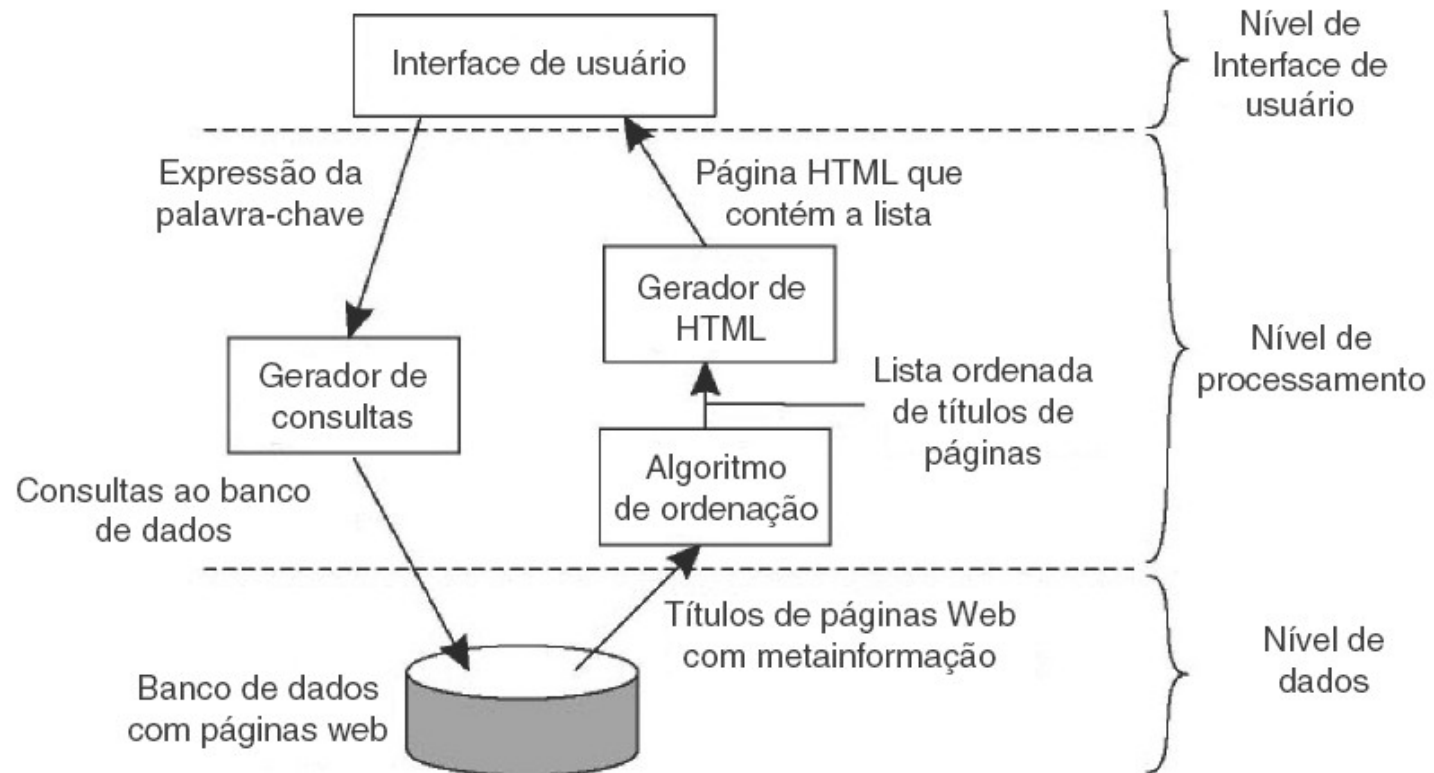 Interface de usuário
Nível de
Interface de
usuário
Expressão da
palavra-chave
Página HTML que
contém a lista
Gerador de
HTML
Gerador de
consultas
Lista ordenada
de títulos de
páginas
Nível de
processamento
Algoritmo
de ordenação
Consultas ao banco
de dados
Títulos de páginas Web
com metainformação
Banco de dados
com páginas web
Nível de
dados